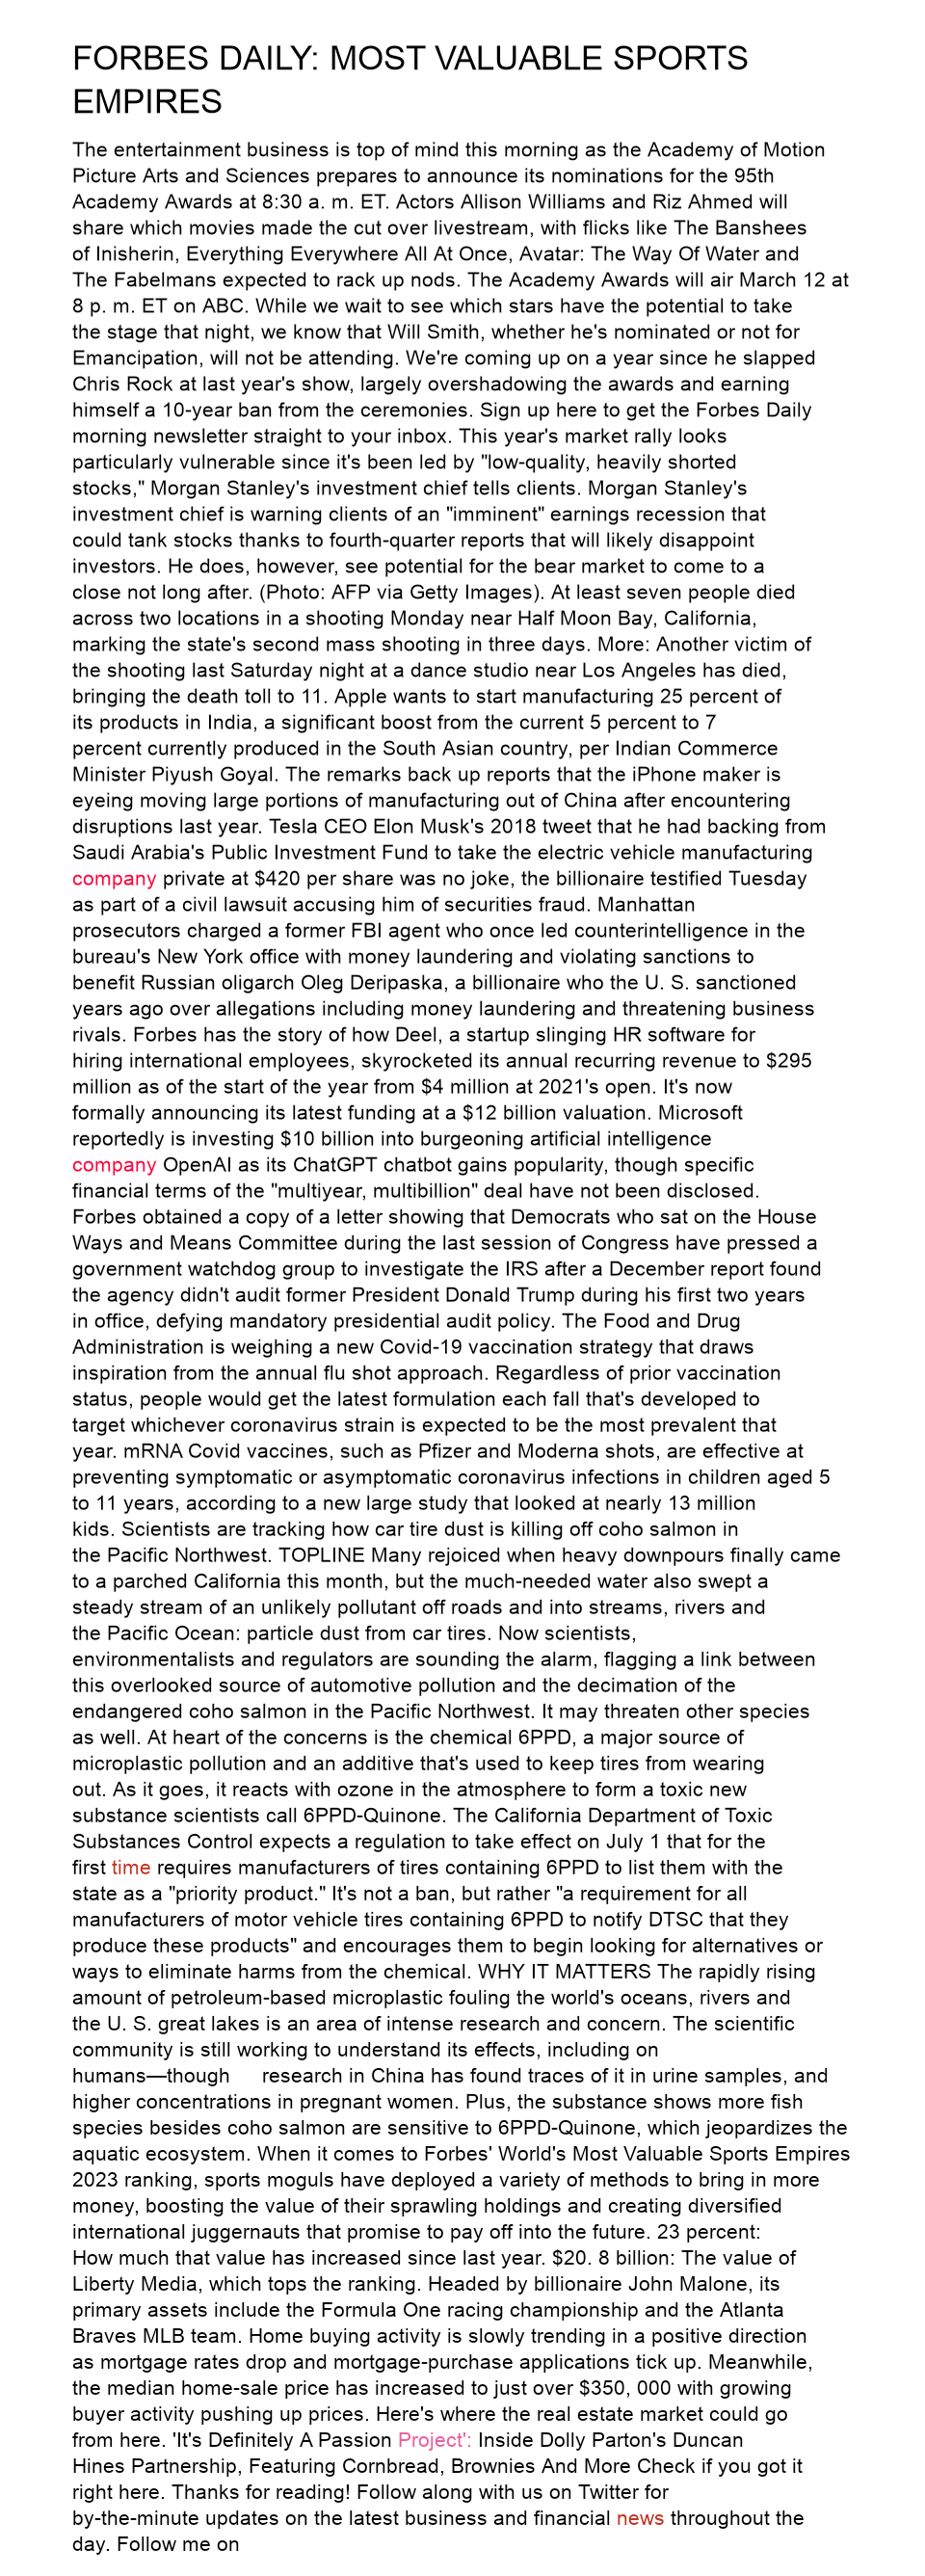 FORBES DAILY: MOST VALUABLE SPORTS
EMPIRES
The entertainment business is top of mind this morning as the Academy of Motion
Picture Arts and Sciences prepares to announce its nominations for the 95th
Academy Awards at 8:30 a. m. ET. Actors Allison Williams and Riz Ahmed will
share which movies made the cut over livestream, with flicks like The Banshees
of Inisherin, Everything Everywhere All At Once, Avatar: The Way Of Water and
The Fabelmans expected to rack up nods. The Academy Awards will air March 12 at
8 p. m. ET on ABC. While we wait to see which stars have the potential to take
the stage that night, we know that Will Smith, whether he's nominated or not for
Emancipation, will not be attending. We're coming up on a year since he slapped
Chris Rock at last year's show, largely overshadowing the awards and earning
himself a 10-year ban from the ceremonies. Sign up here to get the Forbes Daily
morning newsletter straight to your inbox. This year's market rally looks
particularly vulnerable since it's been led by "low-quality, heavily shorted
stocks," Morgan Stanley's investment chief tells clients. Morgan Stanley's
investment chief is warning clients of an "imminent" earnings recession that
could tank stocks thanks to fourth-quarter reports that will likely disappoint
investors. He does, however, see potential for the bear market to come to a
close not long after. (Photo: AFP via Getty Images). At least seven people died
across two locations in a shooting Monday near Half Moon Bay, California,
marking the state's second mass shooting in three days. More: Another victim of
the shooting last Saturday night at a dance studio near Los Angeles has died,
bringing the death toll to 11. Apple wants to start manufacturing 25 percent of
its products in India, a significant boost from the current 5 percent to 7
percent currently produced in the South Asian country, per Indian Commerce
Minister Piyush Goyal. The remarks back up reports that the iPhone maker is
eyeing moving large portions of manufacturing out of China after encountering
disruptions last year. Tesla CEO Elon Musk's 2018 tweet that he had backing from
Saudi Arabia's Public Investment Fund to take the electric vehicle manufacturing
company private at $420 per share was no joke, the billionaire testified Tuesday
as part of a civil lawsuit accusing him of securities fraud. Manhattan
prosecutors charged a former FBI agent who once led counterintelligence in the
bureau's New York office with money laundering and violating sanctions to
benefit Russian oligarch Oleg Deripaska, a billionaire who the U. S. sanctioned
years ago over allegations including money laundering and threatening business
rivals. Forbes has the story of how Deel, a startup slinging HR software for
hiring international employees, skyrocketed its annual recurring revenue to $295
million as of the start of the year from $4 million at 2021's open. It's now
formally announcing its latest funding at a $12 billion valuation. Microsoft
reportedly is investing $10 billion into burgeoning artificial intelligence
company OpenAI as its ChatGPT chatbot gains popularity, though specific
financial terms of the "multiyear, multibillion" deal have not been disclosed.
Forbes obtained a copy of a letter showing that Democrats who sat on the House
Ways and Means Committee during the last session of Congress have pressed a
government watchdog group to investigate the IRS after a December report found
the agency didn't audit former President Donald Trump during his first two years
in office, defying mandatory presidential audit policy. The Food and Drug
Administration is weighing a new Covid-19 vaccination strategy that draws
inspiration from the annual flu shot approach. Regardless of prior vaccination
status, people would get the latest formulation each fall that's developed to
target whichever coronavirus strain is expected to be the most prevalent that
year. mRNA Covid vaccines, such as Pfizer and Moderna shots, are effective at
preventing symptomatic or asymptomatic coronavirus infections in children aged 5
to 11 years, according to a new large study that looked at nearly 13 million
kids. Scientists are tracking how car tire dust is killing off coho salmon in
the Pacific Northwest. TOPLINE Many rejoiced when heavy downpours finally came
to a parched California this month, but the much-needed water also swept a
steady stream of an unlikely pollutant off roads and into streams, rivers and
the Pacific Ocean: particle dust from car tires. Now scientists,
environmentalists and regulators are sounding the alarm, flagging a link between
this overlooked source of automotive pollution and the decimation of the
endangered coho salmon in the Pacific Northwest. It may threaten other species
as well. At heart of the concerns is the chemical 6PPD, a major source of
microplastic pollution and an additive that's used to keep tires from wearing
out. As it goes, it reacts with ozone in the atmosphere to form a toxic new
substance scientists call 6PPD-Quinone. The California Department of Toxic
Substances Control expects a regulation to take effect on July 1 that for the
first time requires manufacturers of tires containing 6PPD to list them with the
state as a "priority product." It's not a ban, but rather "a requirement for all
manufacturers of motor vehicle tires containing 6PPD to notify DTSC that they
produce these products" and encourages them to begin looking for alternatives or
ways to eliminate harms from the chemical. WHY IT MATTERS The rapidly rising
amount of petroleum-based microplastic fouling the world's oceans, rivers and
the U. S. great lakes is an area of intense research and concern. The scientific
community is still working to understand its effects, including on
humans—though research in China has found traces of it in urine samples, and
higher concentrations in pregnant women. Plus, the substance shows more fish
species besides coho salmon are sensitive to 6PPD-Quinone, which jeopardizes the
aquatic ecosystem. When it comes to Forbes' World's Most Valuable Sports Empires
2023 ranking, sports moguls have deployed a variety of methods to bring in more
money, boosting the value of their sprawling holdings and creating diversified
international juggernauts that promise to pay off into the future. 23 percent:
How much that value has increased since last year. $20. 8 billion: The value of
Liberty Media, which tops the ranking. Headed by billionaire John Malone, its
primary assets include the Formula One racing championship and the Atlanta
Braves MLB team. Home buying activity is slowly trending in a positive direction
as mortgage rates drop and mortgage-purchase applications tick up. Meanwhile,
the median home-sale price has increased to just over $350, 000 with growing
buyer activity pushing up prices. Here's where the real estate market could go
from here. 'It's Definitely A Passion Project': Inside Dolly Parton's Duncan
Hines Partnership, Featuring Cornbread, Brownies And More Check if you got it
right here. Thanks for reading! Follow along with us on Twitter for
by-the-minute updates on the latest business and financial news throughout the
day. Follow me on